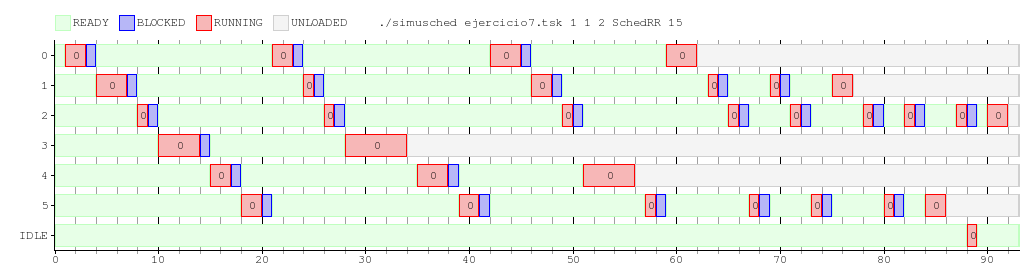 READY BLOCKED RUNNING UNLOADED ./simusched ejercicio7.tsk 1 1 2 SchedRR 15
0 0 0 0 0
1 0 0 0 0 0 0
2 0 0 0 0 0 0 0 0 0
3 0 0
4 0 0 0
5 0 0 0 0 0 0 0
IDLE 0
0 10 20 30 40 50 60 70 80 90